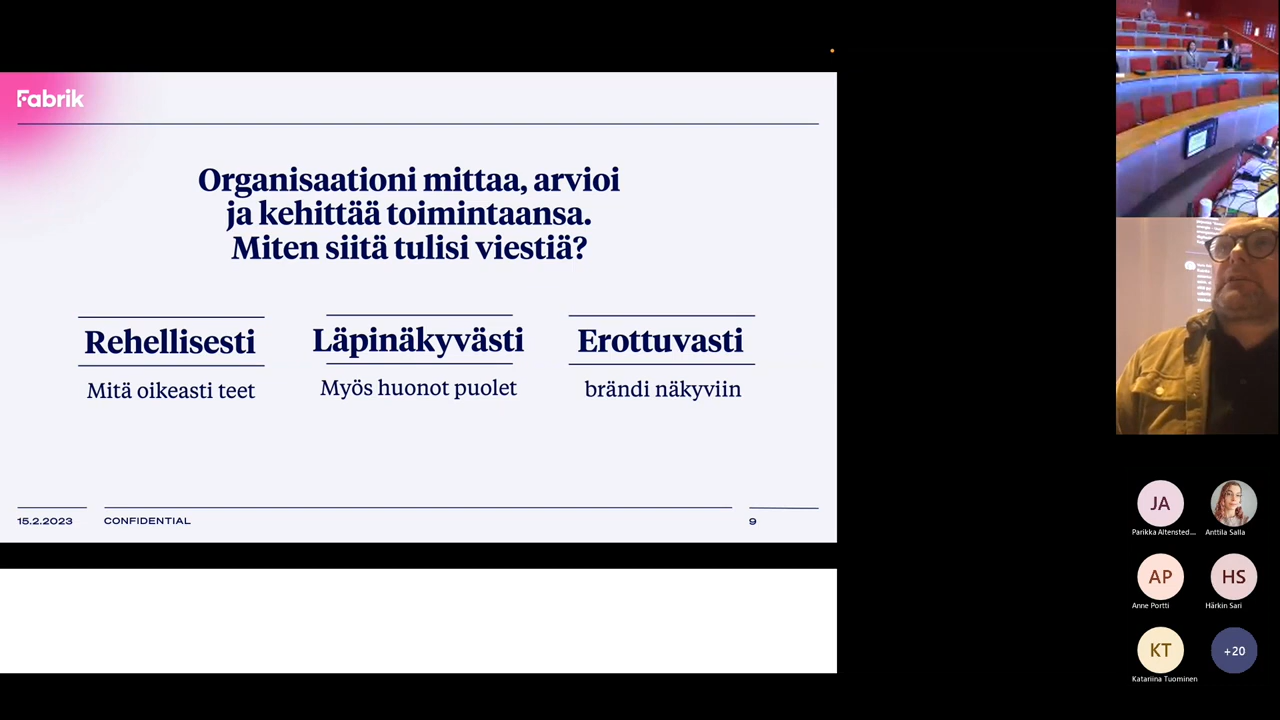 Fabrik
Organisaationi mittaa, arvioi
ja kehittää toimintaansa.
Miten siitä tulisi viestiä?
Rehellisesti
Mitä oikeasti teet
Läpinäkyvästi
Myös huonot puolet
Erottuvasti
brändi näkyviin
15.2.2023
CONFIDENTIAL
9
JA
Parikka Altensted...
Anttila Salla
AP
Anne Portti
HS
Härkin Sari
KT
Katariina Tuominen
+20